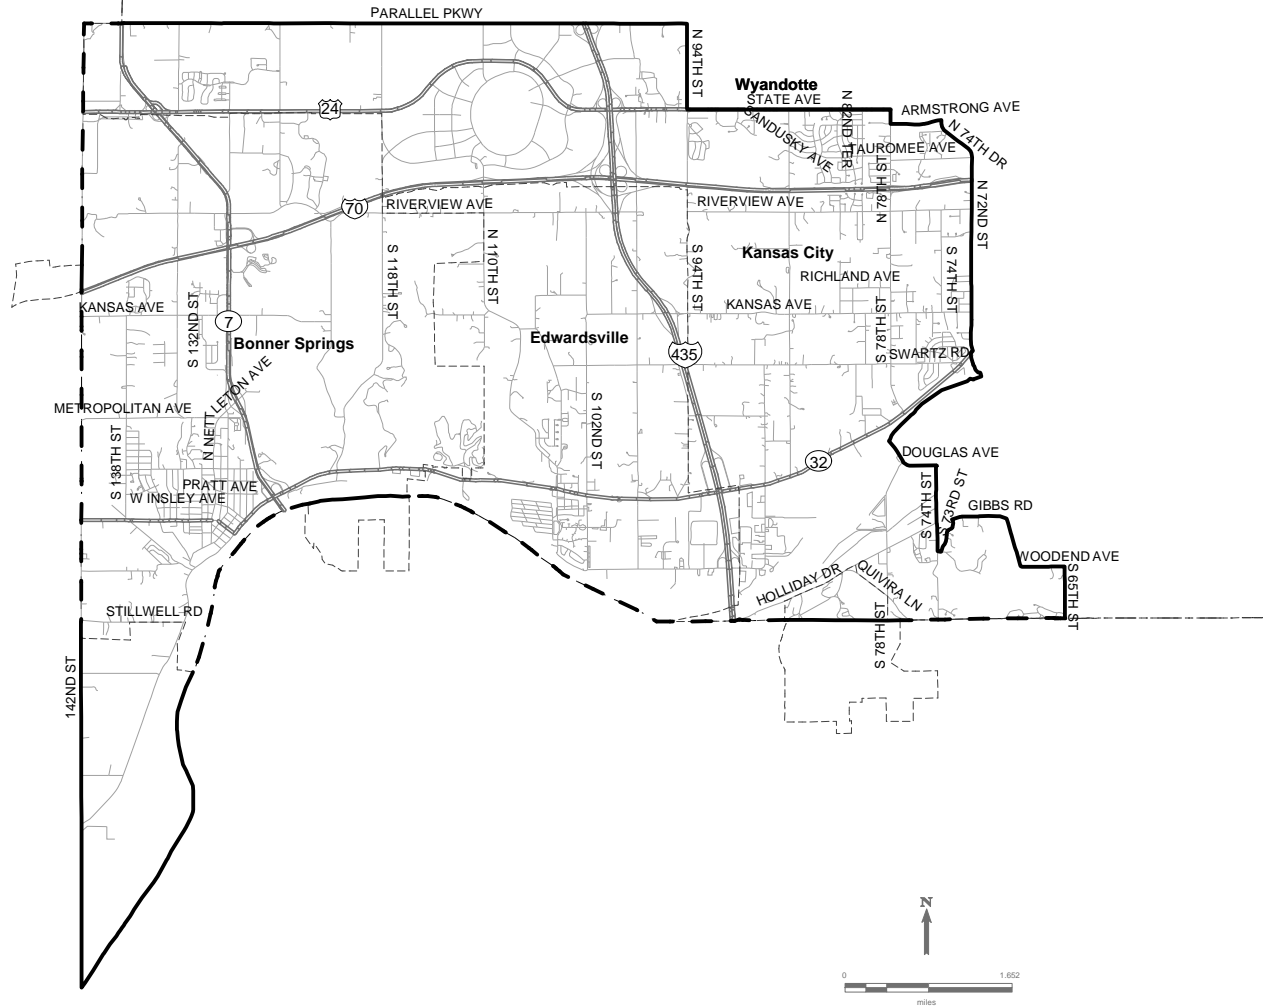 PARALLEL PKWY
N 94TH ST
Wyandotte
STATE AVE
ARMSTRONG AVE
24
SANDUSKY AVE
N 82ND TER
N 74TH DR
TAUROMEE AVE
N 78TH ST
70
RIVERVIEW AVE
RIVERVIEW AVE
N 72ND ST
S 118TH ST
N 110TH ST
S 94TH ST
Kansas City
S 74TH ST
RICHLAND AVE
KANSAS AVE
S 132ND ST
KANSAS AVE
S 78TH ST
7
Bonner Springs
Edwardsville
435
SWARTZ RD
N NETTLETON AVE
METROPOLITAN AVE
S 102ND ST
S 138TH ST
32
DOUGLAS AVE
PRATT AVE
W INSLEY AVE
S 74TH ST
S 73RD ST
GIBBS RD
WOODEND AVE
HOLLIDAY DR
QUIVIRA LN
S 65TH ST
STILLWELL RD
S 78TH ST
142ND ST
N
0 1.652
miles